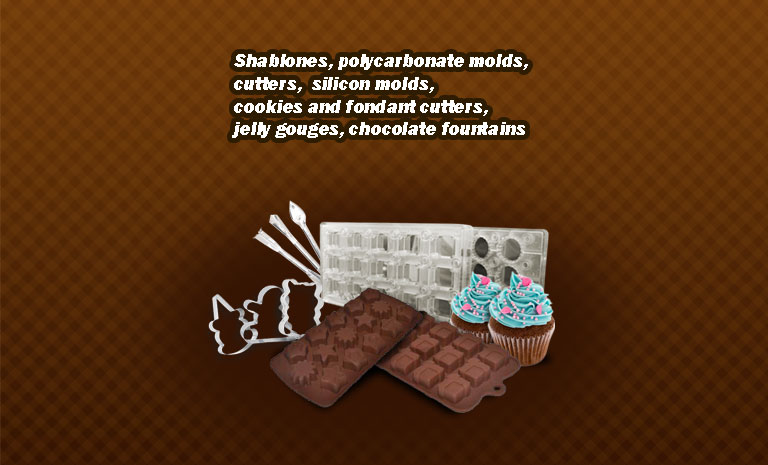 Shablones, polycarbonate molds,
cutters, silicon molds,
cookies and fondant cutters,
jelly gouges, chocolate fountains